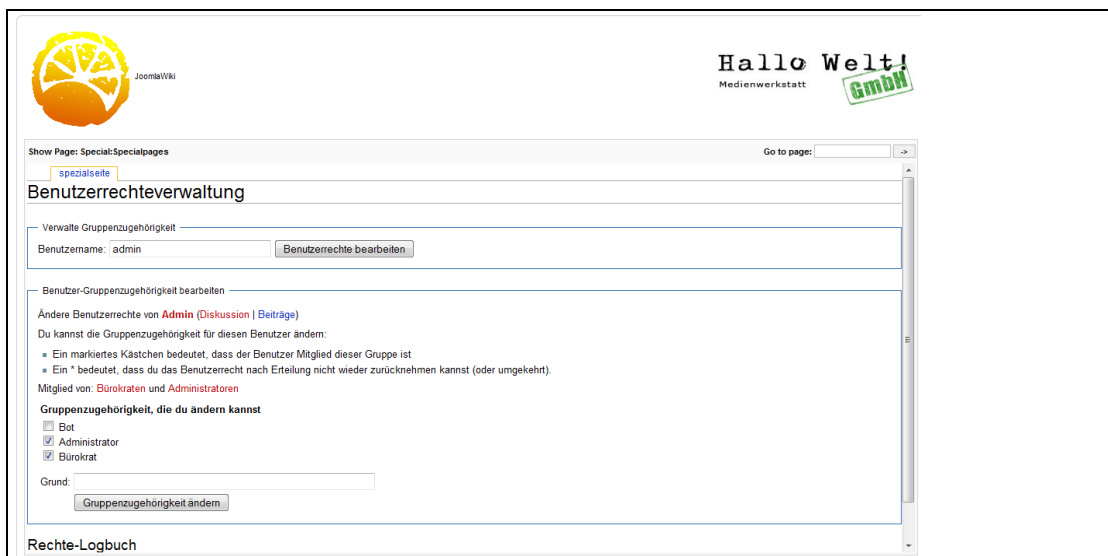 JoomlaWiki
Hallo Welt!
Medienwerkstatt
GmbH
Show Page: Special:Specialpages
Go to page:
->
spezialseite
Benutzerrechteverwaltung
Verwalte Gruppenzugehörigkeit
Benutzername: admin Benutzerrechte bearbeiten
Benutzer-Gruppenzugehörigkeit bearbeiten
Ändere Benutzerrechte von Admin (Diskussion | Beiträge)
Du kannst die Gruppenzugehörigkeit für diesen Benutzer ändern:
Ein markiertes Kästchen bedeutet, dass der Benutzer Mitglied dieser Gruppe ist
Ein * bedeutet, dass du das Benutzerrecht nach Erteilung nicht wieder zurücknehmen kannst (oder umgekehrt).
Mitglied von: Bürokraten und Administratoren
Gruppenzugehörigkeit, die du ändern kannst
Bot
Administrator
Bürokrat
Grund:
Gruppenzugehörigkeit ändern
Rechte-Logbuch